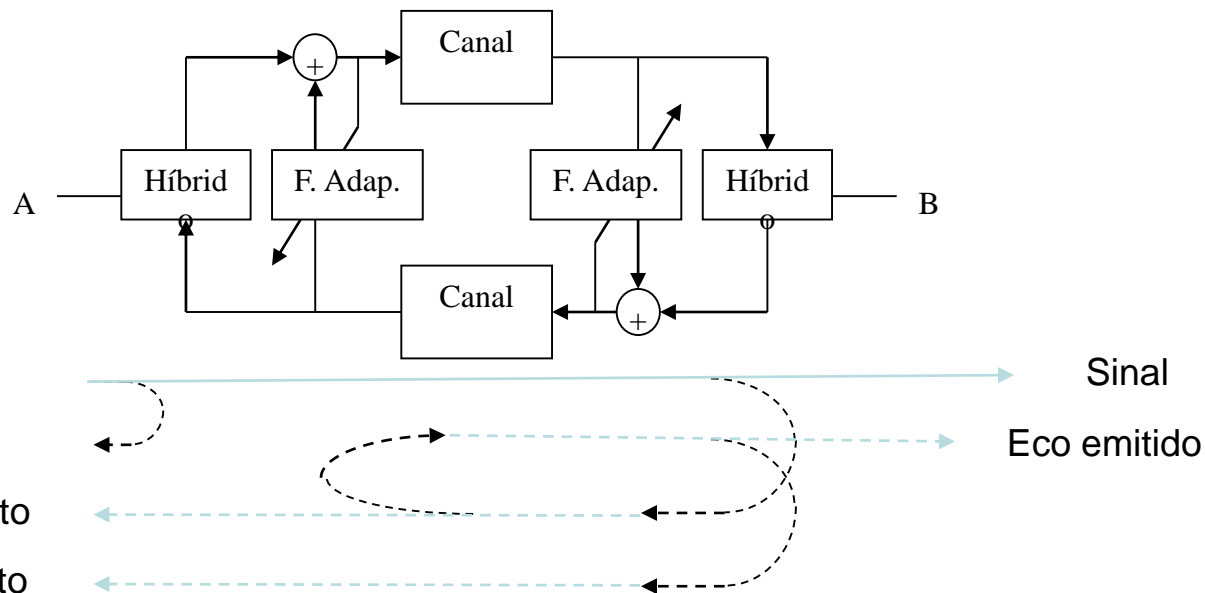 Canal
+
Híbrid
F. Adap.
F. Adap.
Híbrid
A
B
o
o
Canal
+
Sinal
Eco emitido
to
to